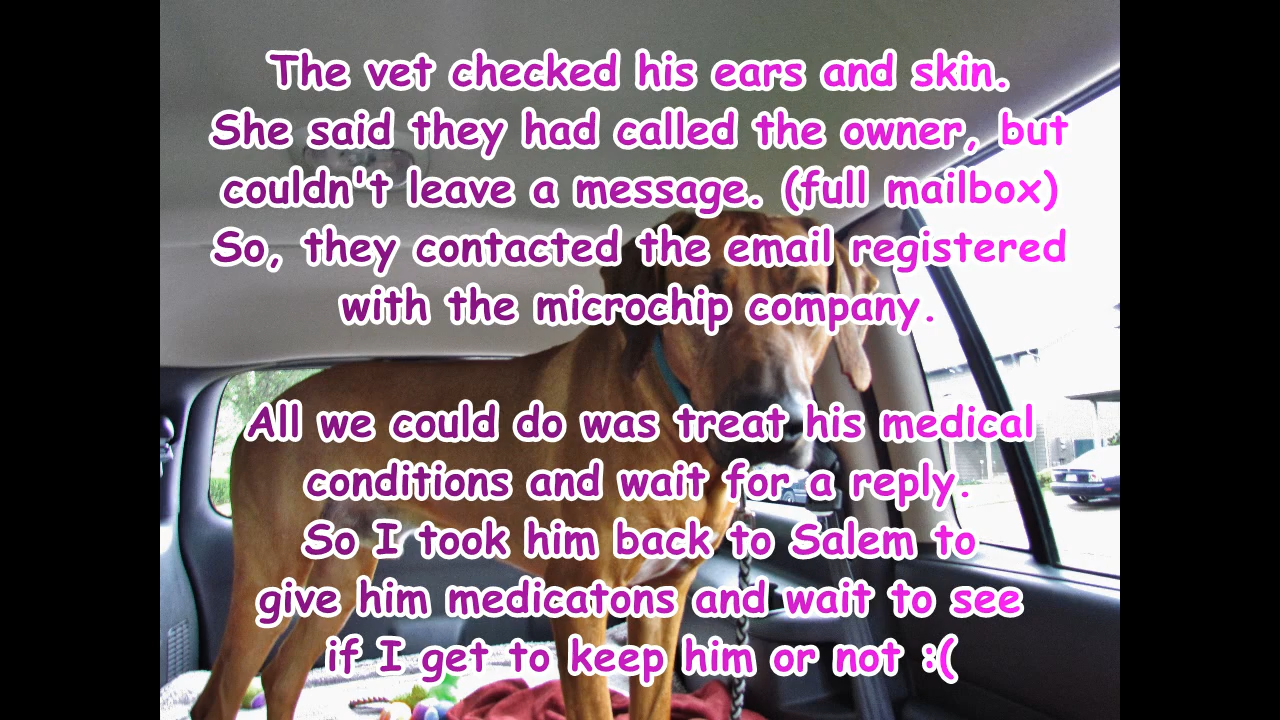 The vet checked his ears and skin.
She said they had called the owner, but
couldn't leave a message. (full mailbox)
So, they contacted the email registered
with the microchip company.
All we could do was treat his medical
conditions and wait for a reply.
So I took him back to Salem to
give him medicatons and wait to see
if I get to keep him or not :(